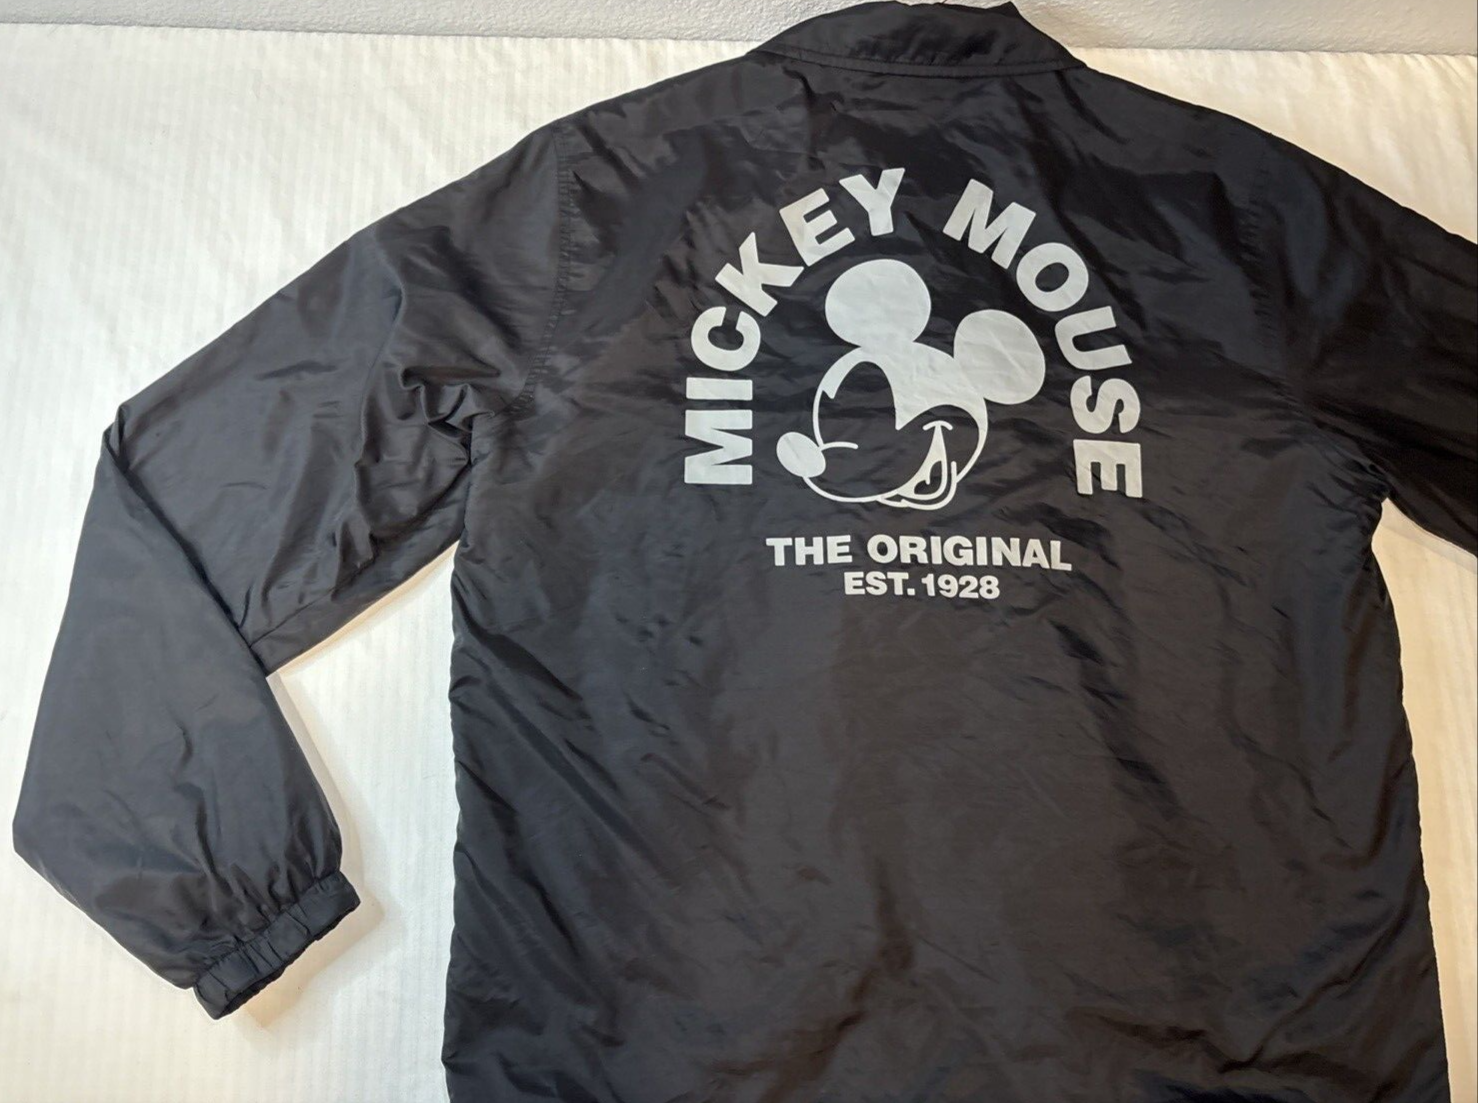 MICKEY MOUSE
THE ORIGINAL
EST. 1928